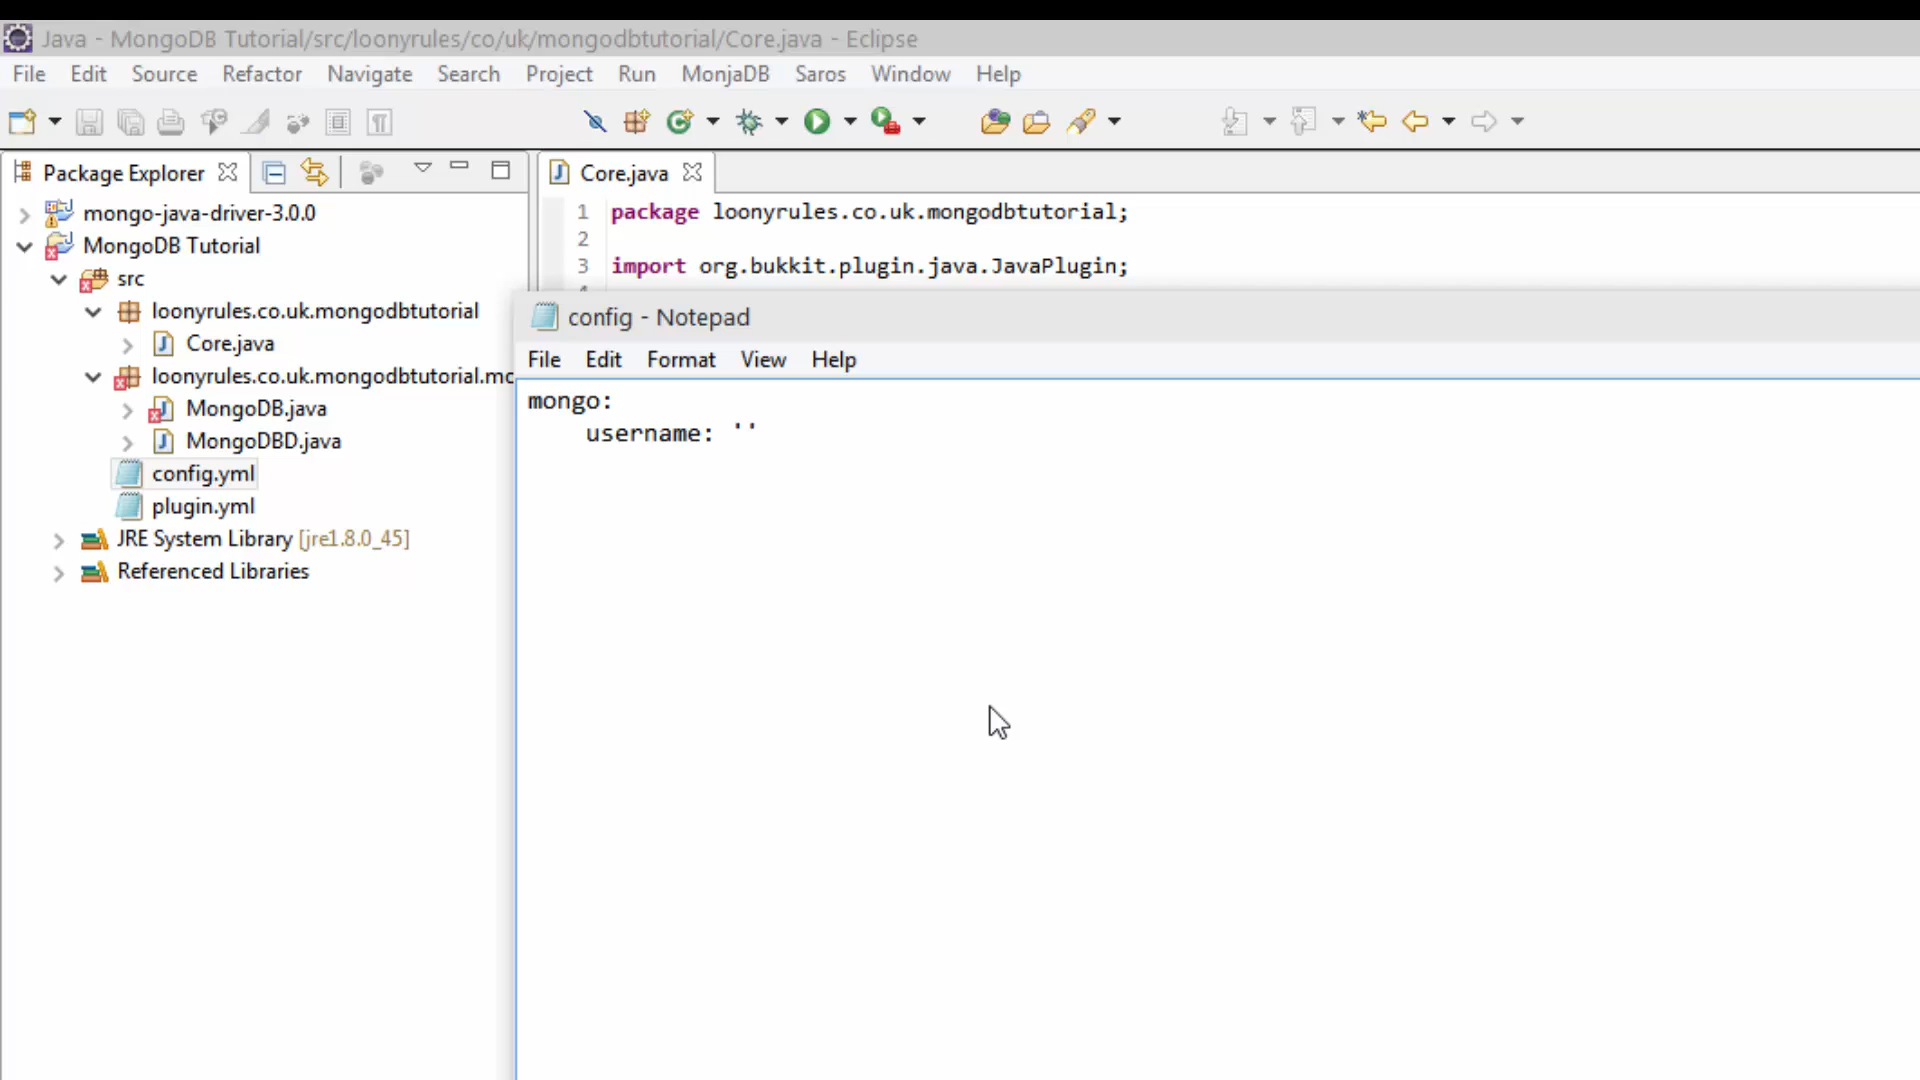 Java - MongoDB Tutorial/src/loonyrules/co/uk/mongodbtutorial/Core.java - Eclipse
File Edit Source Refactor Navigate Search Project Run MonjaDB Saros Window Help
Package Explorer
mongo-java-driver-3.0.0
MongoDB Tutorial
src
loonyrules.co.uk.mongodbtutorial
Core.java
loonyrules.co.uk.mongodbtutorial.mo
MongoDB.java
MongoDBD.java
config.yml
plugin.yml
JRE System Library [jre1.8.0_45]
Referenced Libraries
Core.java
1 package loonyrules.co.uk.mongodbtutorial;
2
3 import org.bukkit.plugin.java.JavaPlugin;
config - Notepad
File Edit Format View Help
mongo:
username: ''